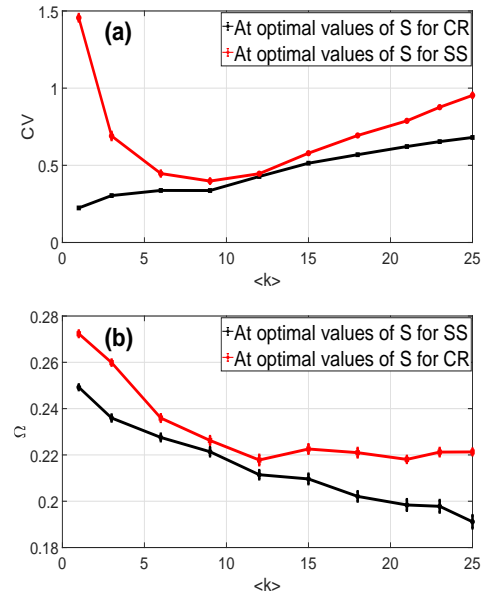 (a)
At optimal values of S for CR
At optimal values of S for SS
CV
1.5
1
0.5
0
0 5 10 15 20 25
<k>
(b)
At optimal values of S for SS
At optimal values of S for CR
Ω
0.28
0.26
0.24
0.22
0.2
0.18
0 5 10 15 20 25
<k>